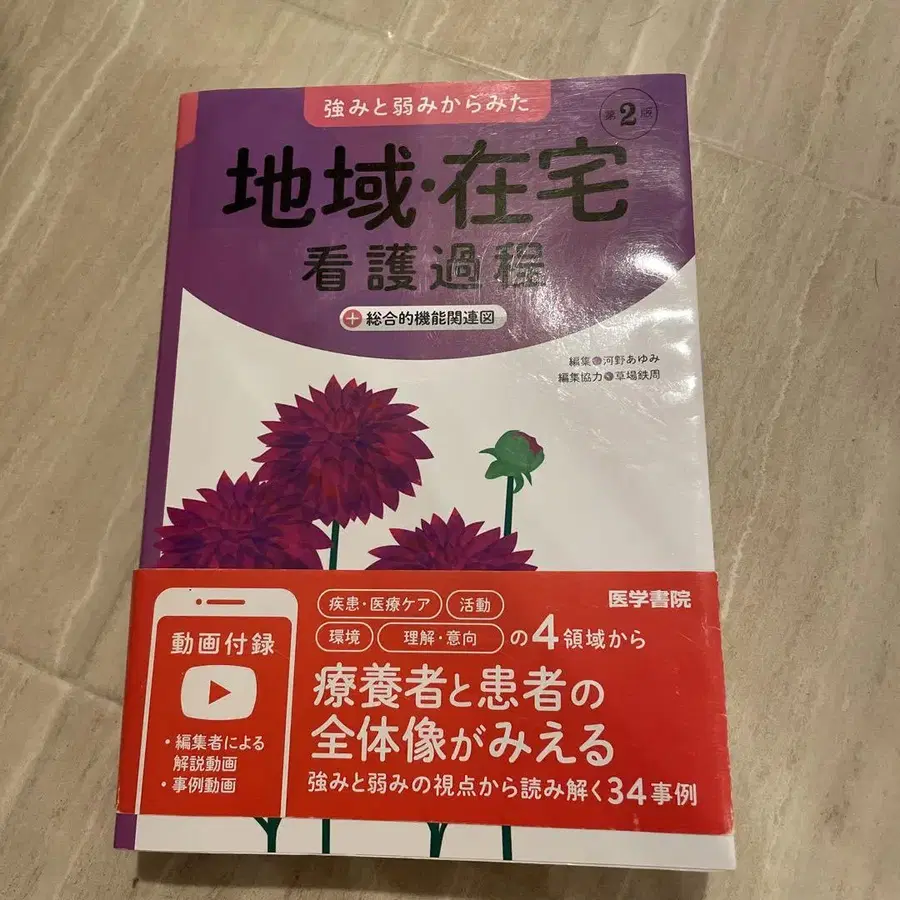 強みと弱みからみた
第2版
地域・在宅
看護過程
+総合的機能関連図
編集 河野あゆみ
編集協力 草場鉄周
医学書院
動画付録
・編集者による
解説動画
・事例動画
疾患・医療ケア 活動
環境 理解・意向 の4領域から
療養者と患者の
全体像がみえる
強みと弱みの視点から読み解く34事例